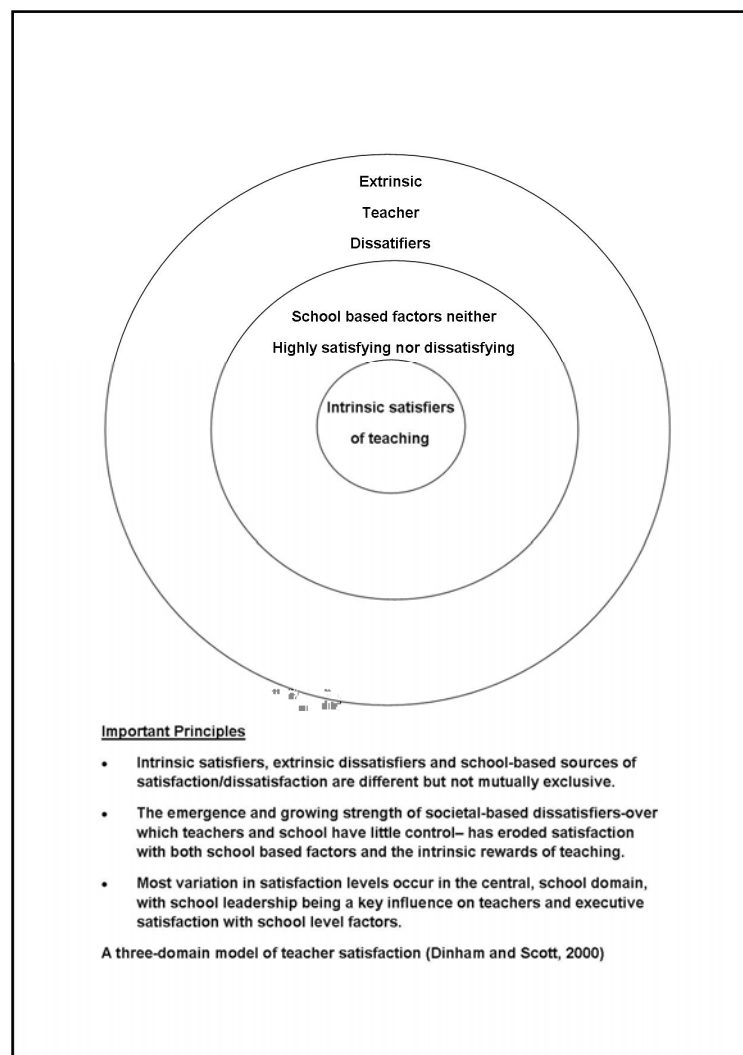 Extrinsic
Teacher
Dissatifiers
School based factors neither
Highly satisfying nor dissatisfying
Intrinsic satisfiers
of teaching
Important Principles
• Intrinsic satisfiers, extrinsic dissatisfiers and school-based sources of
satisfaction/dissatisfaction are different but not mutually exclusive.
• The emergence and growing strength of societal-based dissatisfiers-over
which teachers and school have little control– has eroded satisfaction
with both school based factors and the intrinsic rewards of teaching.
• Most variation in satisfaction levels occur in the central, school domain,
with school leadership being a key influence on teachers and executive
satisfaction with school level factors.
A three-domain model of teacher satisfaction (Dinham and Scott, 2000)